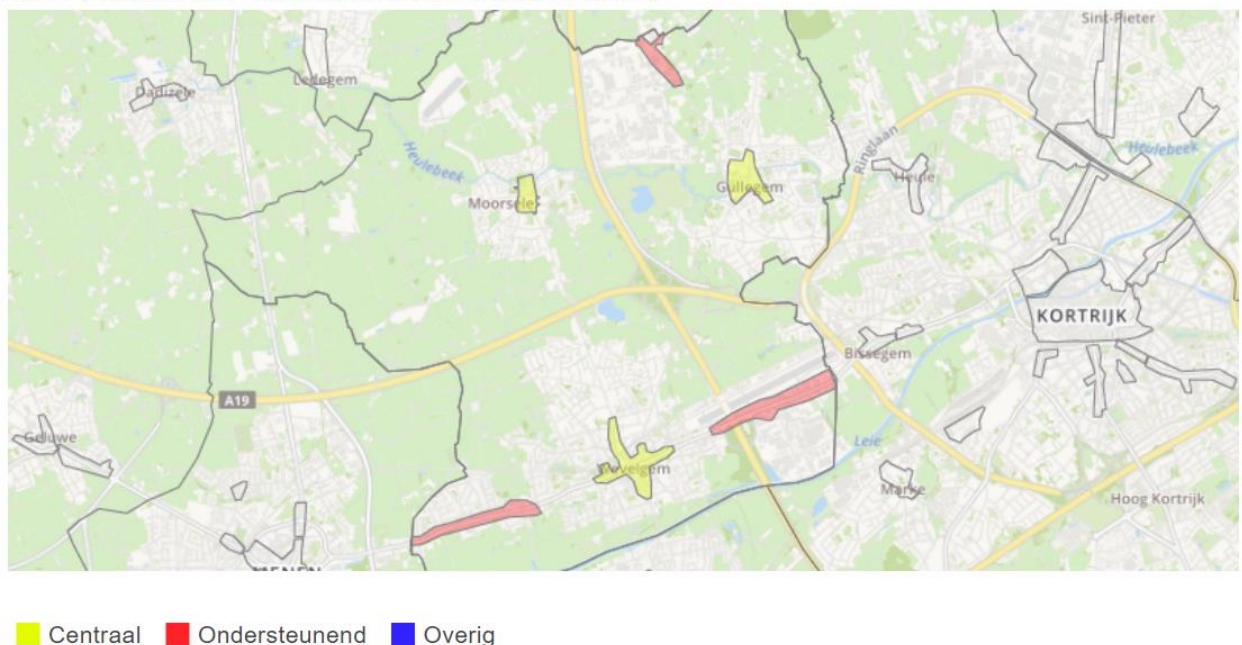 Sint-Pieter
Ledegem
Dadizele
Ringlaan
Heulebeek
Heulebeek
Heule
Gullegem
Moorsele
KORTRIJK
Bissegem
A19
Geluwe
Leie
Wevelgem
Marke
Hoog Kortrijk
MENEN
Centraal Ondersteunend Overig